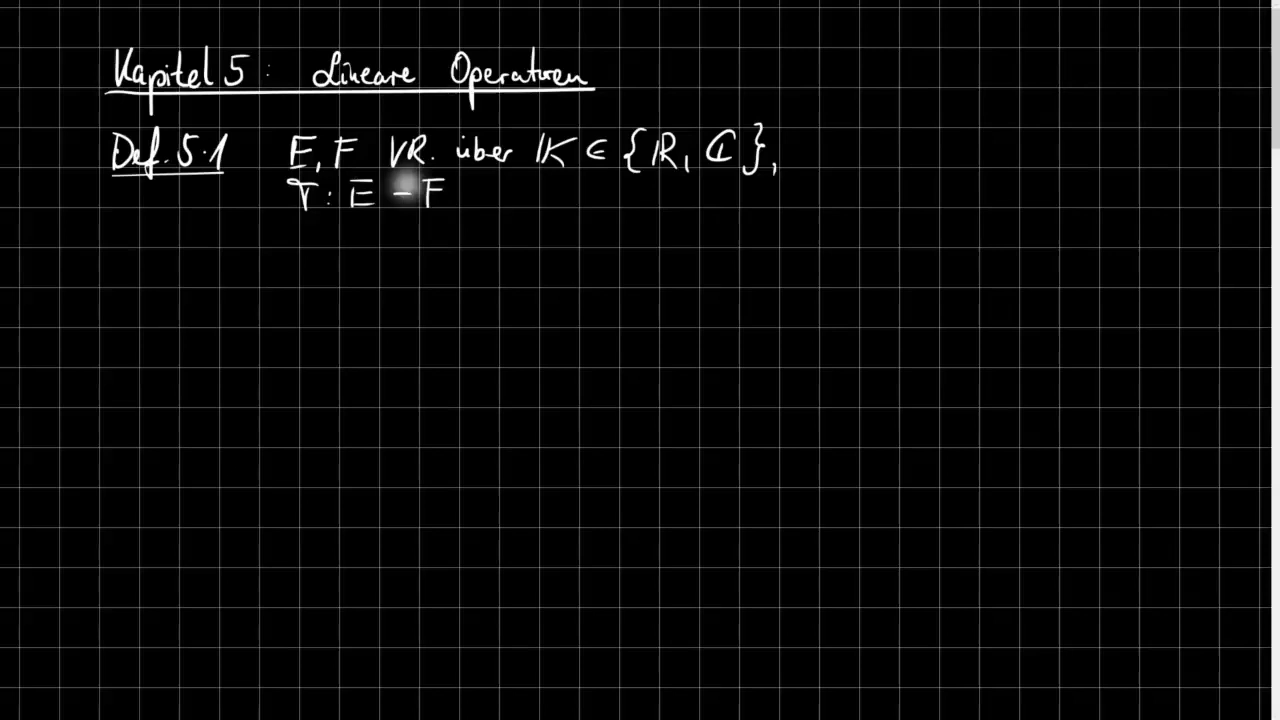 Kapitel 5: Lineare Operatoren
Def. 5.1 E, F VR. über 𝕂 ∈ {ℝ, ℂ},
T: E - F